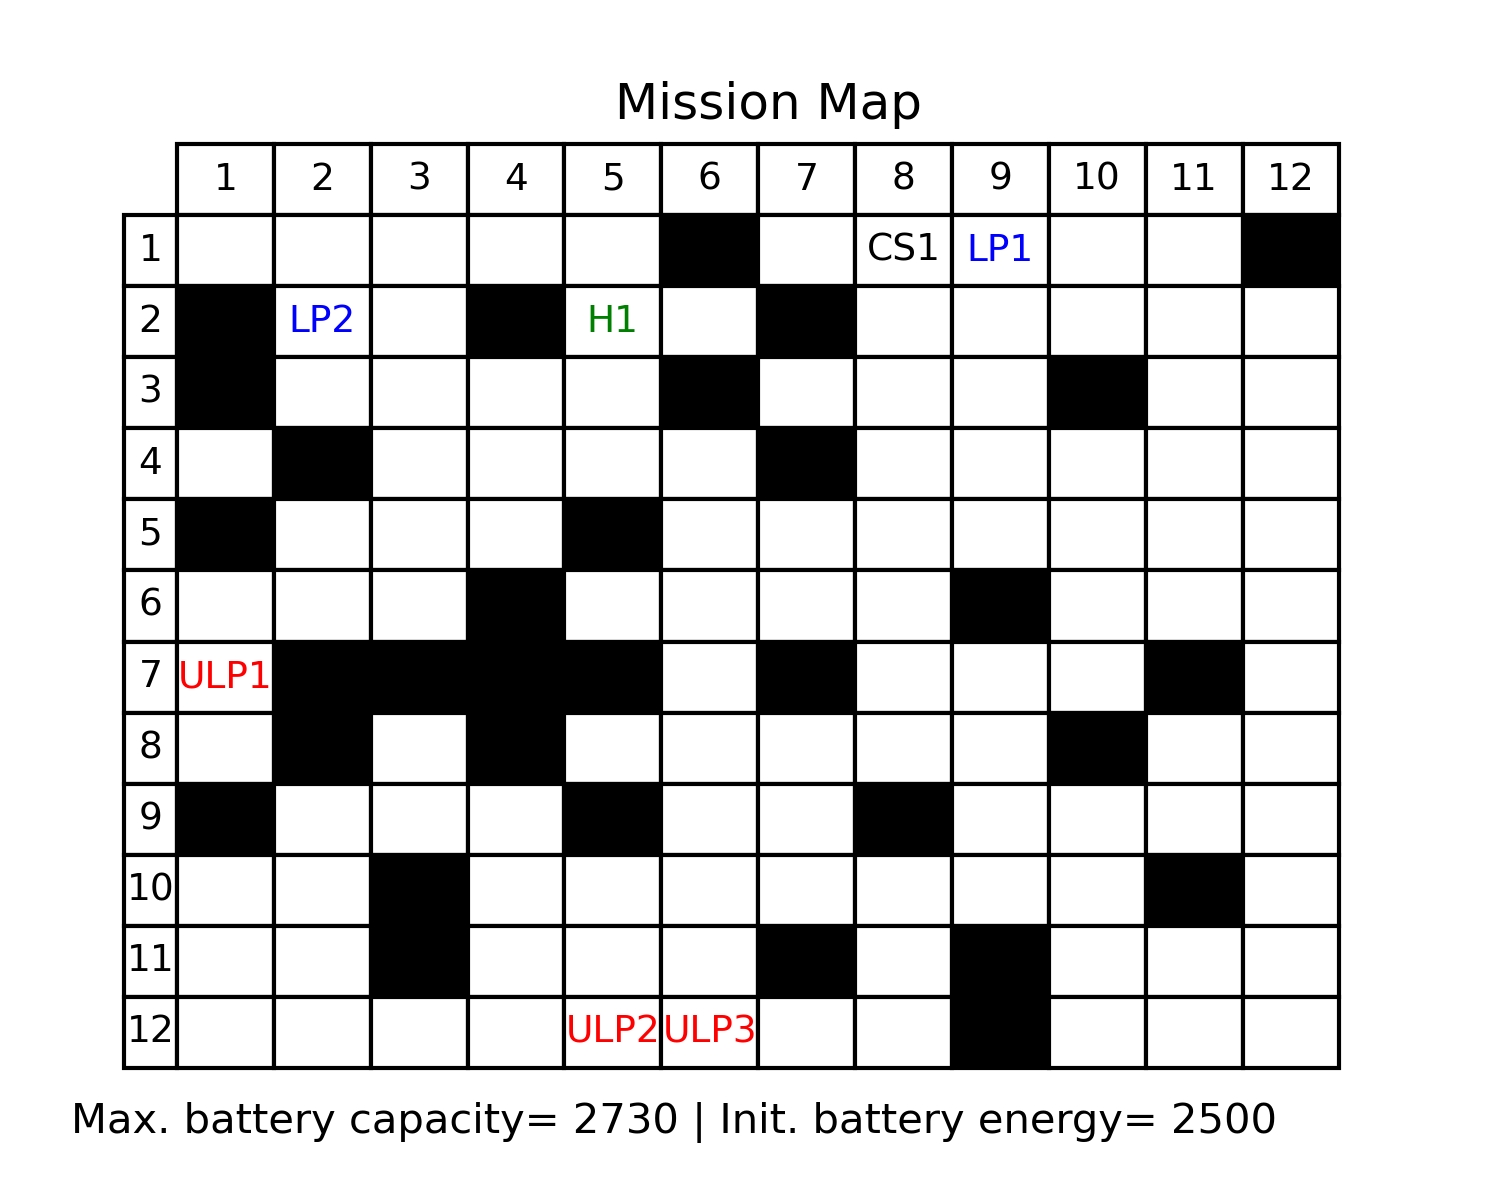 Mission Map
1 2 3 4 5 6 7 8 9 10 11 12
1 CS1 LP1
2 LP2 H1
3
4
5
6
7 ULP1
8
9
10
11
12 ULP2 ULP3
Max. battery capacity= 2730 | Init. battery energy= 2500